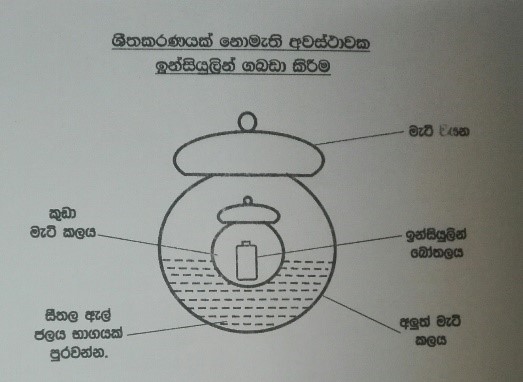 ශීතකරණයක් නොමැති අවස්ථාවක
ඉන්සියුලින් ගබඩා කිරීම
මැටි පියන
කුඩා
මැටි කලය
ඉන්සියුලින්
බෝතලය
සීතල ඇල්
ජලය භාගයක්
පුරවන්න.
අලුත් මැටි
කලය